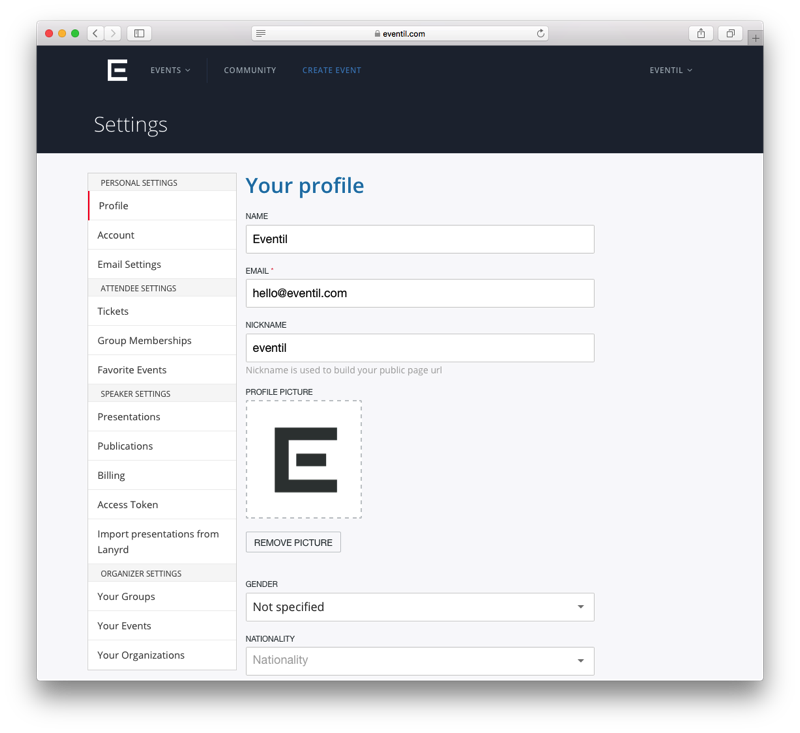 eventil.com
EVENTS
COMMUNITY
CREATE EVENT
EVENTIL
Settings
PERSONAL SETTINGS
Profile
Account
Email Settings
ATTENDEE SETTINGS
Tickets
Group Memberships
Favorite Events
SPEAKER SETTINGS
Presentations
Publications
Billing
Access Token
Import presentations from
Lanyrd
ORGANIZER SETTINGS
Your Groups
Your Events
Your Organizations
Your profile
NAME
Eventil
EMAIL *
hello@eventil.com
NICKNAME
eventil
Nickname is used to build your public page url
PROFILE PICTURE
E
REMOVE PICTURE
GENDER
Not specified
NATIONALITY
Nationality